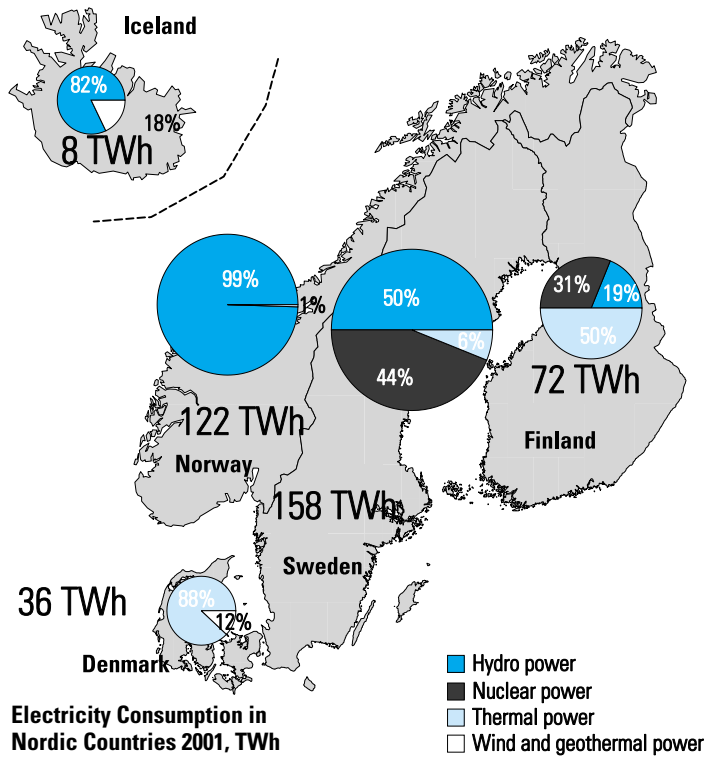 Iceland
82%
18%
8 TWh
99%
1%
50%
6%
44%
31%
19%
50%
72 TWh
122 TWh
Norway
Finland
158 TWh
Sweden
36 TWh
88%
12%
Denmark
Hydro power
Nuclear power
Thermal power
Wind and geothermal power
Electricity Consumption in
Nordic Countries 2001, TWh